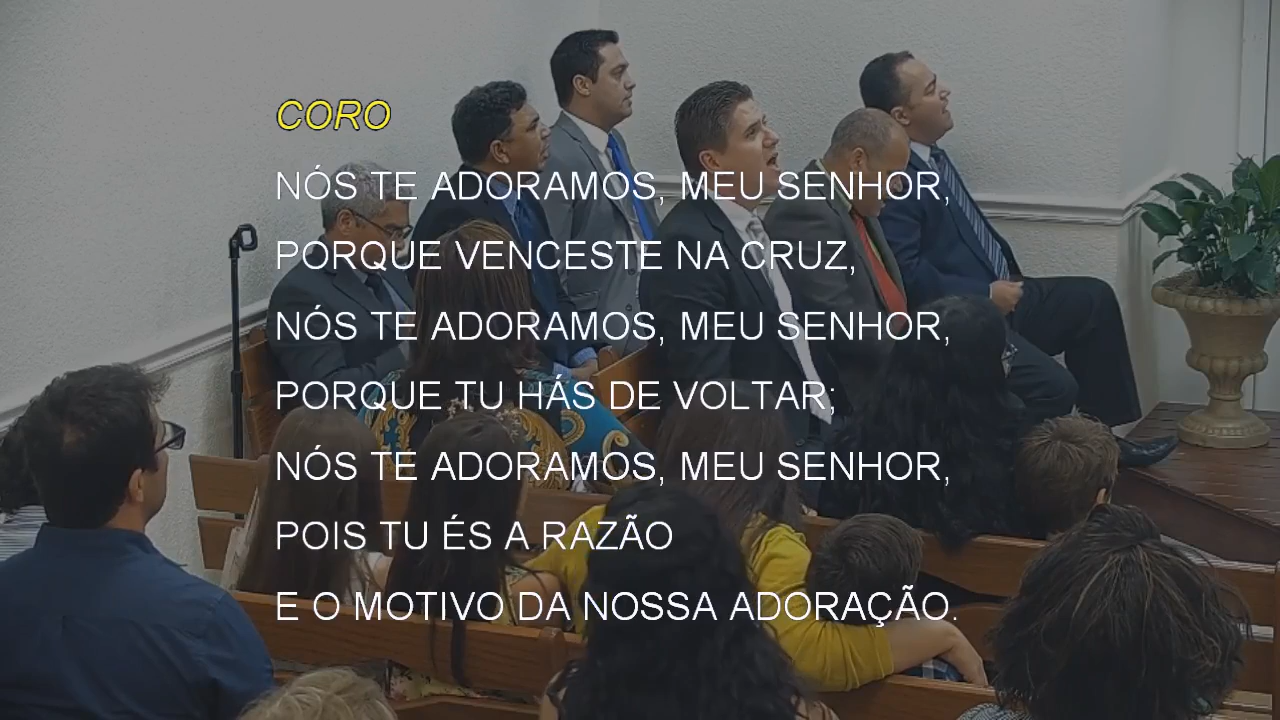 CORO
NÓS TE ADORAMOS, MEU SENHOR,
PORQUE VENCESTE NA CRUZ,
NÓS TE ADORAMOS, MEU SENHOR,
PORQUE TU HÁS DE VOLTAR;
NÓS TE ADORAMOS, MEU SENHOR,
POIS TU ÉS A RAZÃO
E O MOTIVO DA NOSSA ADORAÇÃO.